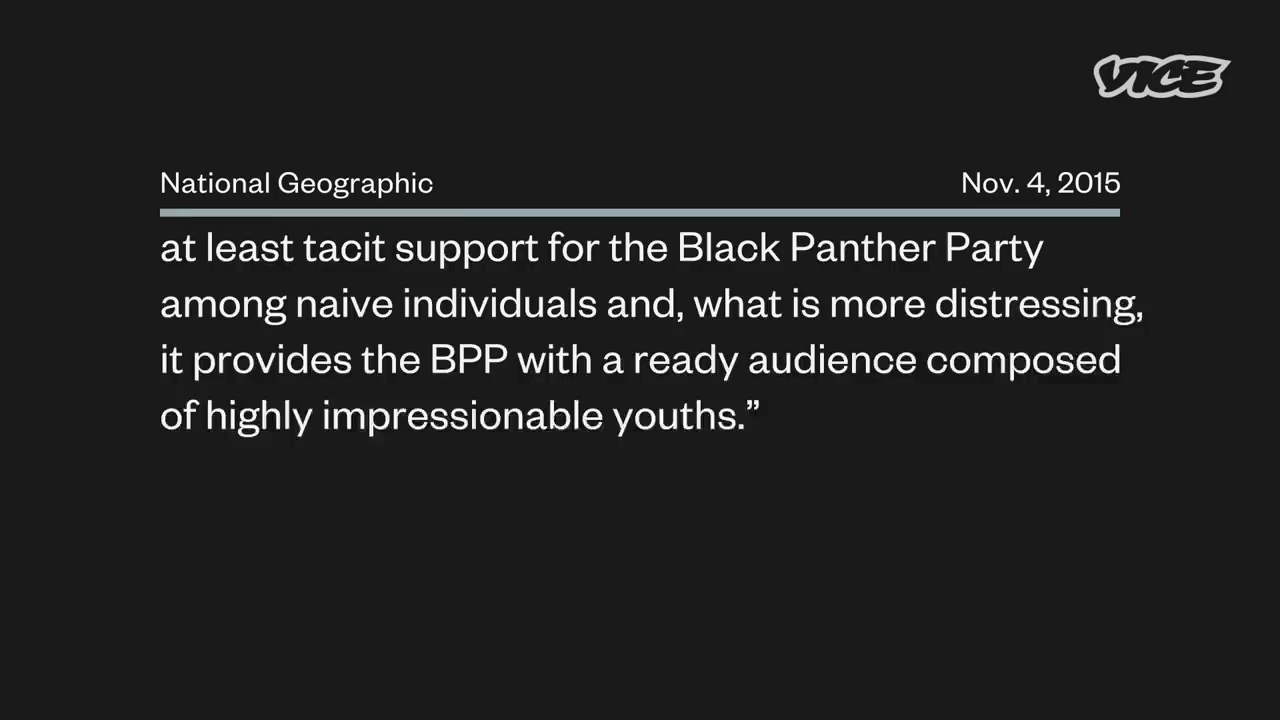 VICE
National Geographic Nov. 4, 2015
at least tacit support for the Black Panther Party
among naive individuals and, what is more distressing,
it provides the BPP with a ready audience composed
of highly impressionable youths.”